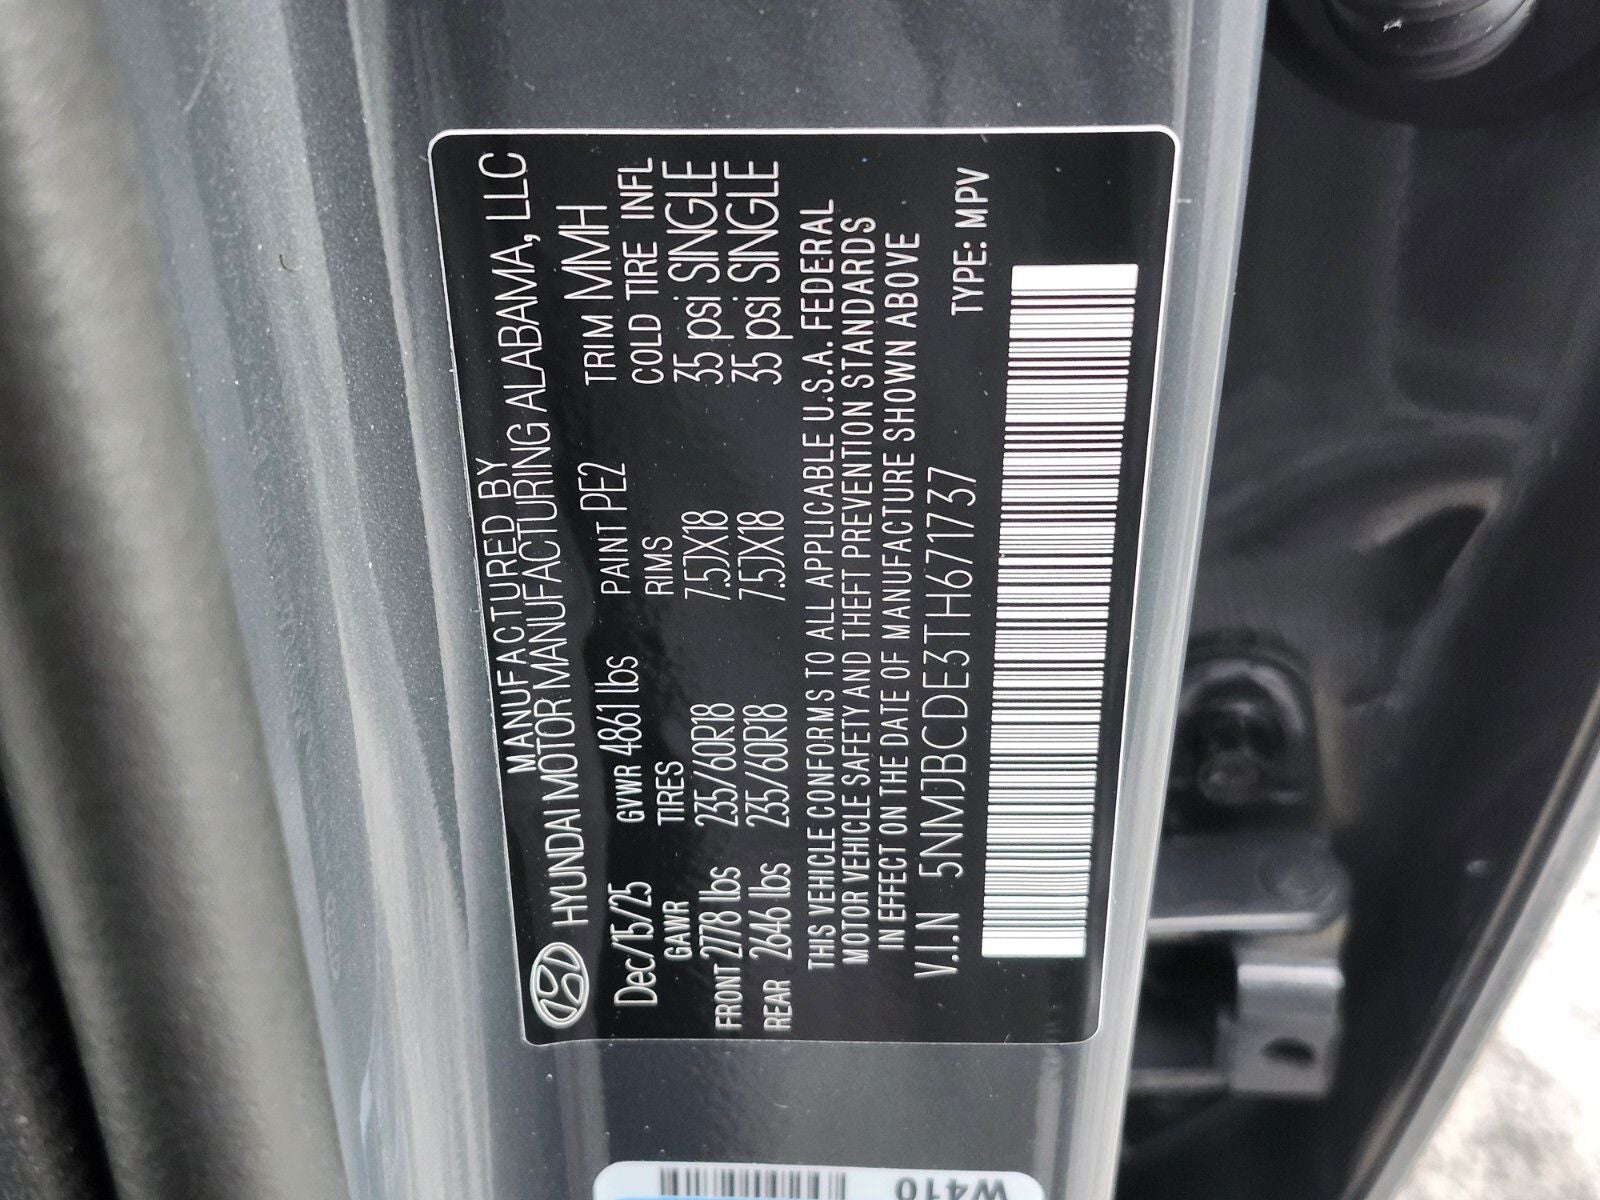 MANUFACTURED BY
HYUNDAI MOTOR MANUFACTURING ALABAMA, LLC
Dec/15/25 GVWR 4861 lbs PAINT PE2 TRIM MMH
GAWR TIRES RIMS COLD TIRE INFL
FRONT 2778 lbs 235/60R18 7.5JX18 35 psi SINGLE
REAR 2646 lbs 235/60R18 7.5JX18 35 psi SINGLE
THIS VEHICLE CONFORMS TO ALL APPLICABLE U.S.A. FEDERAL
MOTOR VEHICLE SAFETY AND THEFT PREVENTION STANDARDS
IN EFFECT ON THE DATE OF MANUFACTURE SHOWN ABOVE
V.I.N 5NMJBCDE3TH671737
TYPE: MPV
W410